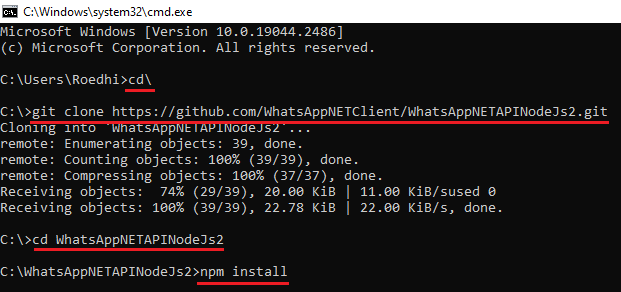 C:\Windows\system32\cmd.exe
Microsoft Windows [Version 10.0.19044.2486]
(c) Microsoft Corporation. All rights reserved.
C:\Users\Roedhi>cd\
C:\>git clone https://github.com/WhatsAppNETClient/WhatsAppNETAPINodeJs2.git
Cloning into 'WhatsAppNETAPINodeJs2'...
remote: Enumerating objects: 39, done.
remote: Counting objects: 100% (39/39), done.
remote: Compressing objects: 100% (37/37), done.
Receiving objects:  74% (29/39), 20.00 KiB | 11.00 KiB/sused 0
Receiving objects: 100% (39/39), 22.78 KiB | 22.00 KiB/s, done.
C:\>cd WhatsAppNETAPINodeJs2
C:\WhatsAppNETAPINodeJs2>npm install